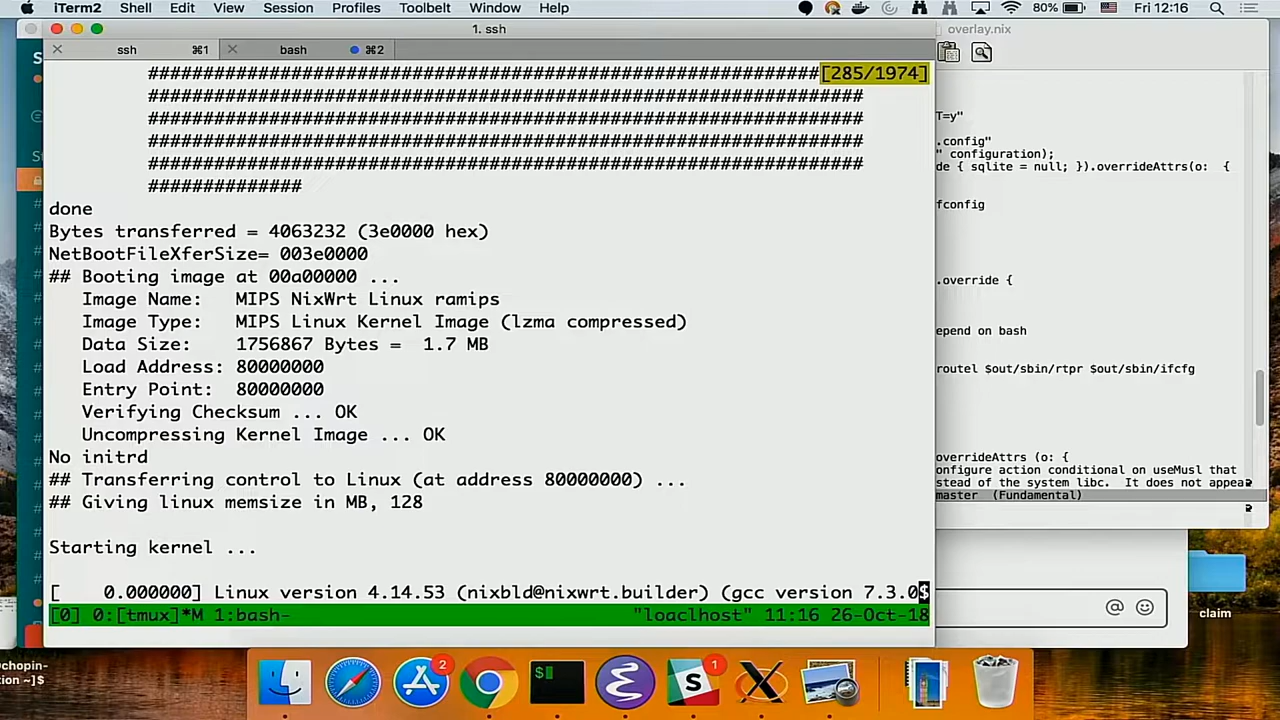 iTerm2 Shell Edit View Session Profiles Toolbelt Window Help 80% Fri 12:16
1. ssh
overlay.nix
ssh ⌘1 bash ⌘2
#############################################################[285/1974]
#################################################################
#################################################################
#################################################################
#################################################################
##############
done
Bytes transferred = 4063232 (3e0000 hex)
NetBootFileXferSize= 003e0000
## Booting image at 00a00000 ...
Image Name: MIPS NixWrt Linux ramips
Image Type: MIPS Linux Kernel Image (lzma compressed)
Data Size: 1756867 Bytes = 1.7 MB
Load Address: 80000000
Entry Point: 80000000
Verifying Checksum ... OK
Uncompressing Kernel Image ... OK
No initrd
## Transferring control to Linux (at address 80000000) ...
## Giving linux memsize in MB, 128
Starting kernel ...
[ 0.000000] Linux version 4.14.53 (nixbld@nixwrt.builder) (gcc version 7.3.0$
[0] 0:[tmux]*M 1:bash- "loaclhost" 11:16 26-Oct-18
T=y"
.config"
" configuration);
de { sqlite = null; }).overrideAttrs(o: {
fconfig
.override {
epend on bash
routel $out/sbin/rtpr $out/sbin/ifcfg
overrideAttrs (o: {
onfigure action conditional on useMusl that
stead of the system libc. It does not appea
master (Fundamental)
claim
chopin-
tion ~]$
2
$
1
S